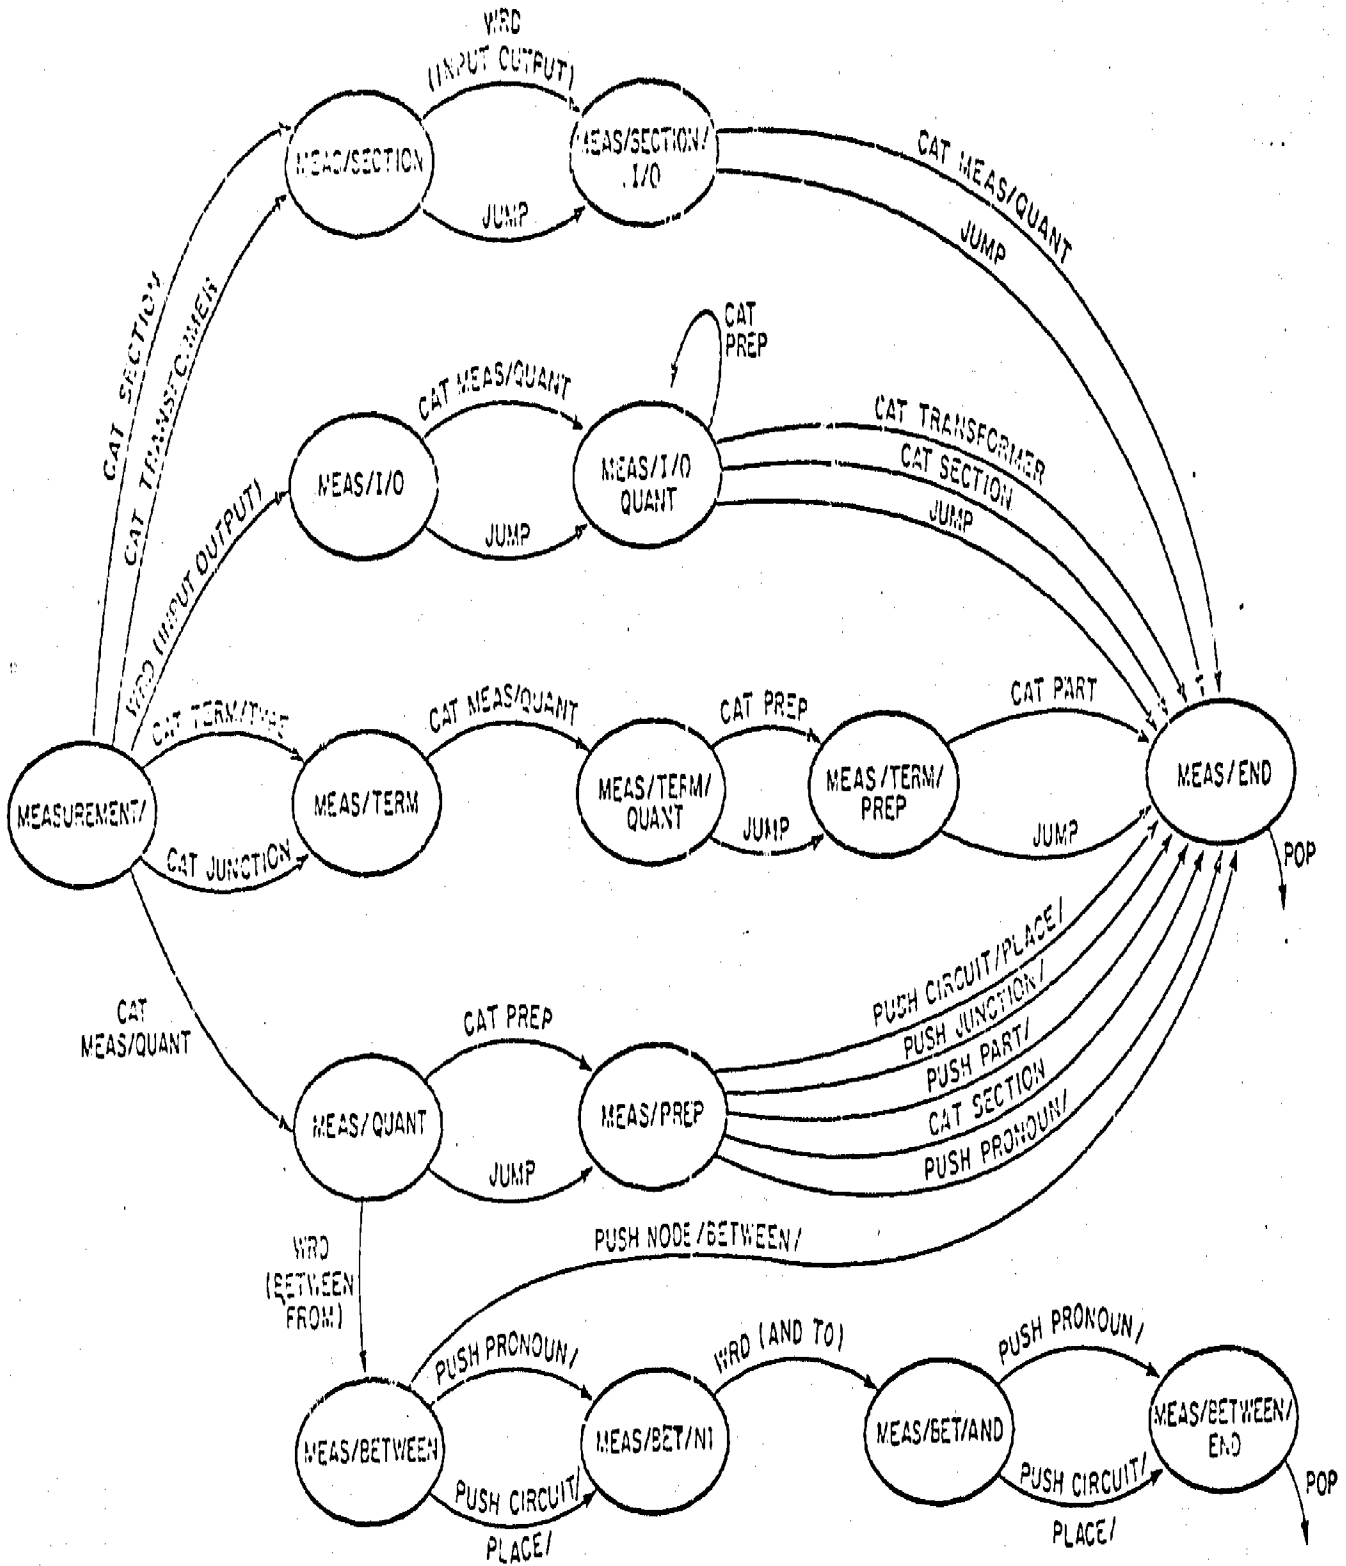 WRD
(INPUT OUTPUT)
MEAS/SECTION
MEAS/SECTION/
I/O
JUMP
CAT MEAS/QUANT
JUMP
CAT SECTION
CAT TRANSFORMER
WRD (INPUT OUTPUT)
CAT
PREP
CAT MEAS/QUANT
MEAS/I/O
MEAS/I/O
QUANT
JUMP
CAT TRANSFORMER
CAT SECTION
JUMP
CAT TERM/TYPE
CAT MEAS/QUANT
CAT PREP
CAT PART
MEASUREMENT/
MEAS/TERM
MEAS/TERM/
QUANT
MEAS/TERM/
PREP
MEAS/END
CAT JUNCTION
JUMP
JUMP
POP
CAT
MEAS/QUANT
CAT PREP
MEAS/QUANT
MEAS/PREP
JUMP
PUSH CIRCUIT/PLACE/
PUSH JUNCTION/
PUSH PART/
CAT SECTION
PUSH PRONOUN/
WRD
(BETWEEN
FROM)
PUSH NODE/BETWEEN/
PUSH PRONOUN/
WRD (AND TO)
PUSH PRONOUN/
MEAS/BETWEEN
MEAS/BET/N1
MEAS/BET/AND
MEAS/BETWEEN/
END
PUSH CIRCUIT/
PLACE/
PUSH CIRCUIT/
PLACE/
POP